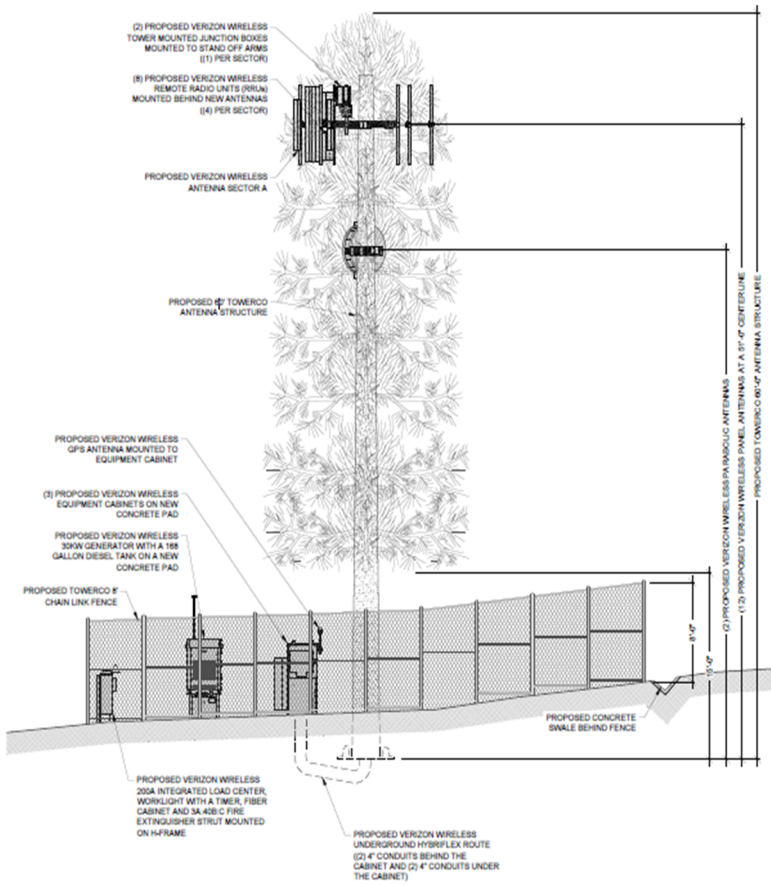 (2) PROPOSED VERIZON WIRELESS
TOWER MOUNTED JUNCTION BOXES
MOUNTED TO STAND OFF ARMS
((1) PER SECTOR)
(8) PROPOSED VERIZON WIRELESS
REMOTE RADIO UNITS (RRUs)
MOUNTED BEHIND NEW ANTENNAS
((4) PER SECTOR)
PROPOSED VERIZON WIRELESS
ANTENNA SECTOR A
PROPOSED 60' TOWERCO
ANTENNA STRUCTURE
PROPOSED VERIZON WIRELESS
GPS ANTENNA MOUNTED TO
EQUIPMENT CABINET
(3) PROPOSED VERIZON WIRELESS
EQUIPMENT CABINETS ON NEW
CONCRETE PAD
PROPOSED VERIZON WIRELESS
30KW GENERATOR WITH A 168
GALLON DIESEL TANK ON A NEW
CONCRETE PAD
PROPOSED TOWERCO 8'
CHAIN LINK FENCE
PROPOSED VERIZON WIRELESS
200A INTEGRATED LOAD CENTER,
WORKLIGHT WITH A TIMER, FIBER
CABINET AND 3A:40B:C FIRE
EXTINGUISHER STRUT MOUNTED
ON H-FRAME
PROPOSED VERIZON WIRELESS
UNDERGROUND HYBRIFLEX ROUTE
((2) 4" CONDUITS BEHIND THE
CABINET AND (2) 4" CONDUITS UNDER
THE CABINET)
PROPOSED CONCRETE
SWALE BEHIND FENCE
8'-0"
15'-0"
(2) PROPOSED VERIZON WIRELESS PARABOLIC ANTENNAS
(12) PROPOSED VERIZON WIRELESS PANEL ANTENNAS AT A 51'-0" CENTERLINE
PROPOSED TOWERCO 60'-0" ANTENNA STRUCTURE